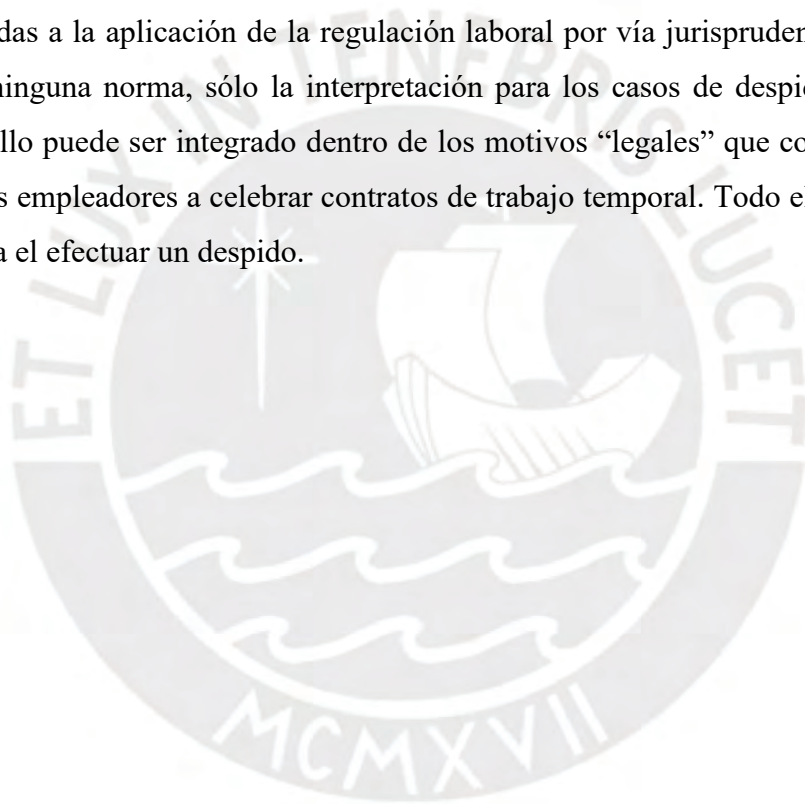 das a la aplicación de la regulación laboral por vía jurispruden
ninguna norma, sólo la interpretación para los casos de despi
llo puede ser integrado dentro de los motivos “legales” que co
s empleadores a celebrar contratos de trabajo temporal. Todo e
a el efectuar un despido.
ET LUX IN TENEBRIS LUCET
MCMXVII